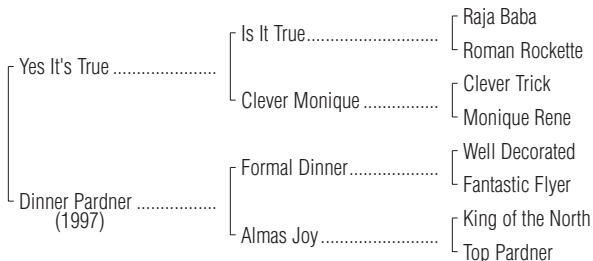 Raja Baba
Is It True........................
Roman Rockette
Yes It's True ......................
Clever Trick
Clever Monique ................
Monique Rene
Well Decorated
Formal Dinner...................
Fantastic Flyer
Dinner Pardner .................
(1997)
King of the North
Almas Joy.........................
Top Pardner